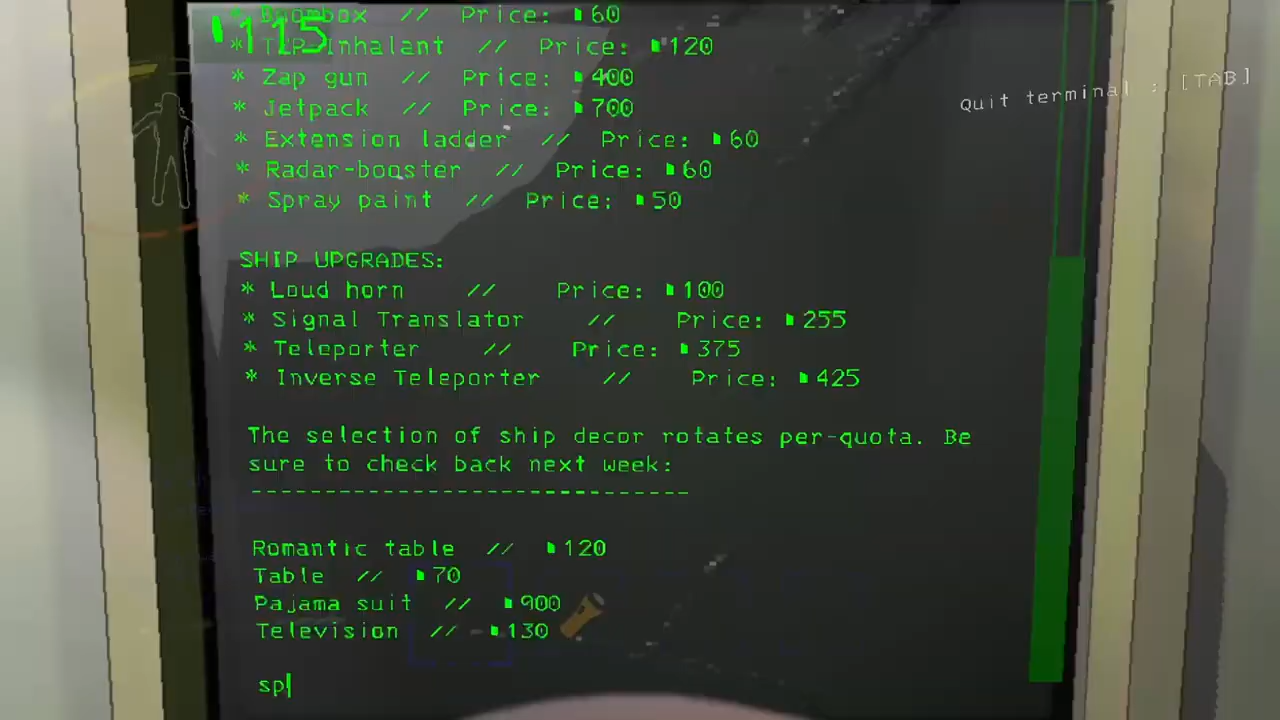 * Boombox // Price: ▮60
▮115
* TZP-Inhalant // Price: ▮120
* Zap gun // Price: ▮400
* Jetpack // Price: ▮700
Quit terminal : [TAB]
* Extension ladder // Price: ▮60
* Radar-booster // Price: ▮60
* Spray paint // Price: ▮50
SHIP UPGRADES:
* Loud horn // Price: ▮100
* Signal Translator // Price: ▮255
* Teleporter // Price: ▮375
* Inverse Teleporter // Price: ▮425
The selection of ship decor rotates per-quota. Be
sure to check back next week:
------------------------------
Romantic table // ▮120
Table // ▮70
Pajama suit // ▮900
Television // ▮130
sp